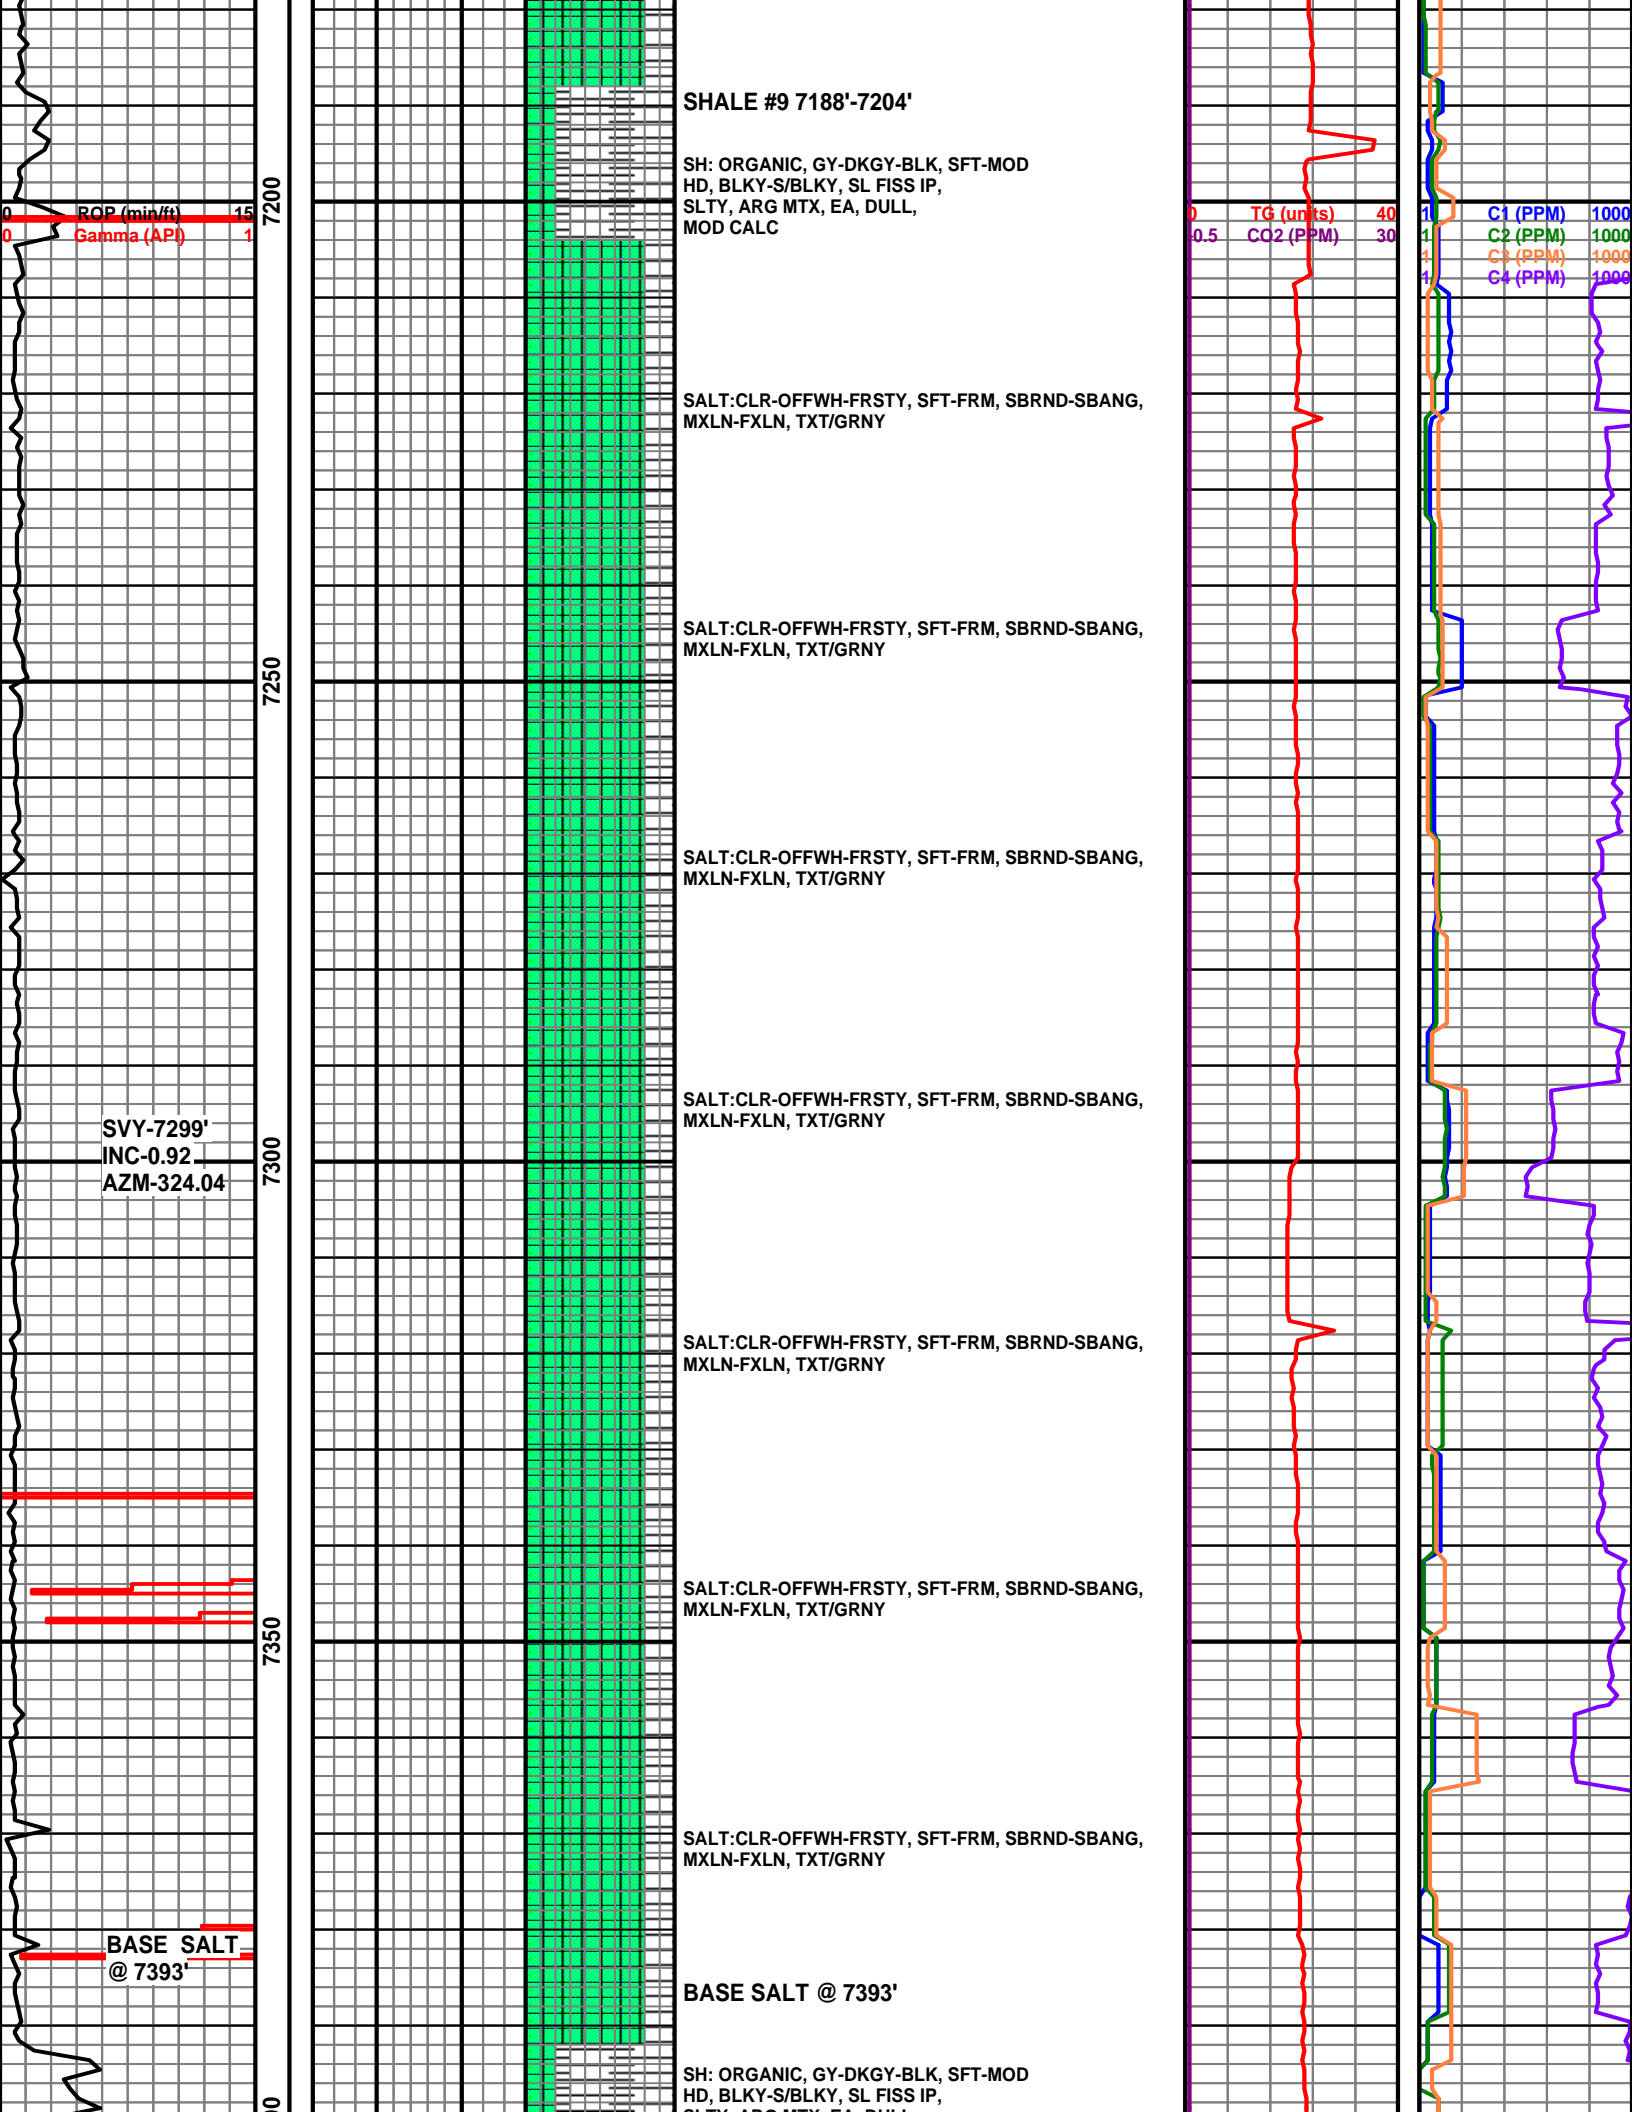 SHALE #9 7188'-7204'
SH: ORGANIC, GY-DKGY-BLK, SFT-MOD
HD, BLKY-S/BLKY, SL FISS IP,
SLTY, ARG MTX, EA, DULL,
MOD CALC
7200
0 ROP (min/ft) 15
0 Gamma (API) 1
0 TG (units) 40
-0.5 CO2 (PPM) 30
1 C1 (PPM) 1000
1 C2 (PPM) 1000
1 C3 (PPM) 1000
1 C4 (PPM) 1000
SALT:CLR-OFFWH-FRSTY, SFT-FRM, SBRND-SBANG,
MXLN-FXLN, TXT/GRNY
SALT:CLR-OFFWH-FRSTY, SFT-FRM, SBRND-SBANG,
MXLN-FXLN, TXT/GRNY
7250
SALT:CLR-OFFWH-FRSTY, SFT-FRM, SBRND-SBANG,
MXLN-FXLN, TXT/GRNY
SALT:CLR-OFFWH-FRSTY, SFT-FRM, SBRND-SBANG,
MXLN-FXLN, TXT/GRNY
SVY-7299'
INC-0.92
AZM-324.04
7300
SALT:CLR-OFFWH-FRSTY, SFT-FRM, SBRND-SBANG,
MXLN-FXLN, TXT/GRNY
SALT:CLR-OFFWH-FRSTY, SFT-FRM, SBRND-SBANG,
MXLN-FXLN, TXT/GRNY
7350
SALT:CLR-OFFWH-FRSTY, SFT-FRM, SBRND-SBANG,
MXLN-FXLN, TXT/GRNY
BASE SALT
@ 7393'
BASE SALT @ 7393'
SH: ORGANIC, GY-DKGY-BLK, SFT-MOD
HD, BLKY-S/BLKY, SL FISS IP,